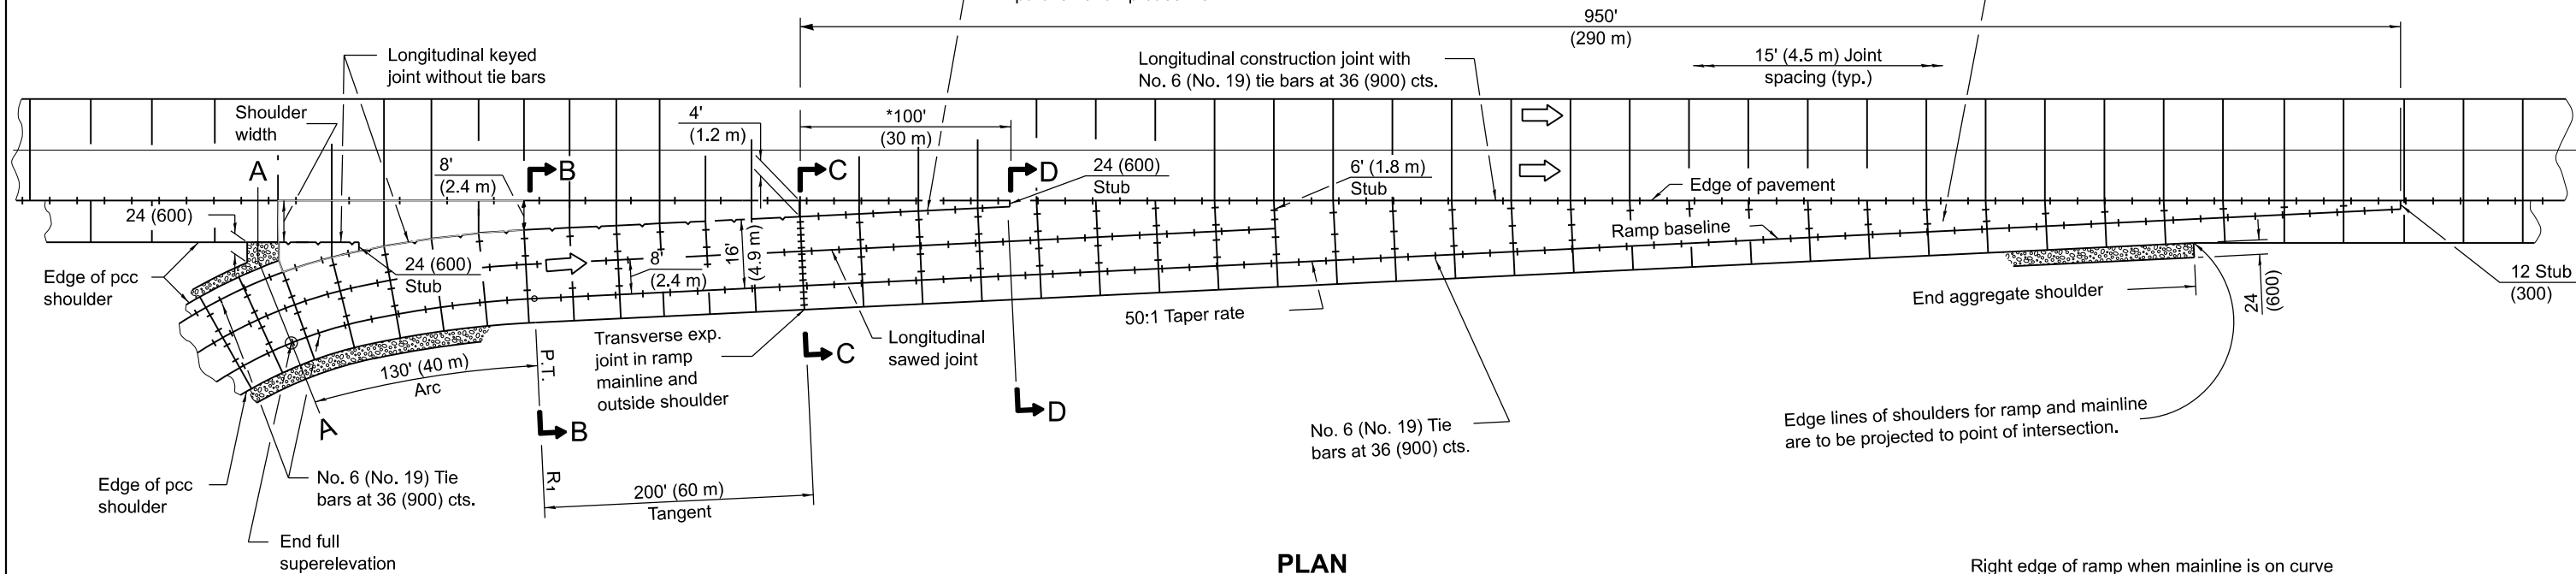 950'
(290 m)
Longitudinal keyed
joint without tie bars
Longitudinal construction joint with
No. 6 (No. 19) tie bars at 36 (900) cts.
15' (4.5 m) Joint
spacing (typ.)
Shoulder
width
4'
(1.2 m)
*100'
(30 m)
A
8'
(2.4 m)
B
C
D
24 (600)
Stub
6' (1.8 m)
Stub
Edge of pavement
24 (600)
Ramp baseline
Edge of pcc
shoulder
24 (600)
Stub
8'
(2.4 m)
16'
(4.9 m)
12 Stub
(300)
24
(600)
End aggregate shoulder
50:1 Taper rate
Transverse exp.
joint in ramp
mainline and
outside shoulder
Longitudinal
sawed joint
C
130' (40 m)
Arc
P.T.
D
A
B
Edge lines of shoulders for ramp and mainline
are to be projected to point of intersection.
No. 6 (No. 19) Tie
bars at 36 (900) cts.
Edge of pcc
shoulder
No. 6 (No. 19) Tie
bars at 36 (900) cts.
R1
200' (60 m)
Tangent
End full
superelevation
PLAN
Right edge of ramp when mainline is on curve